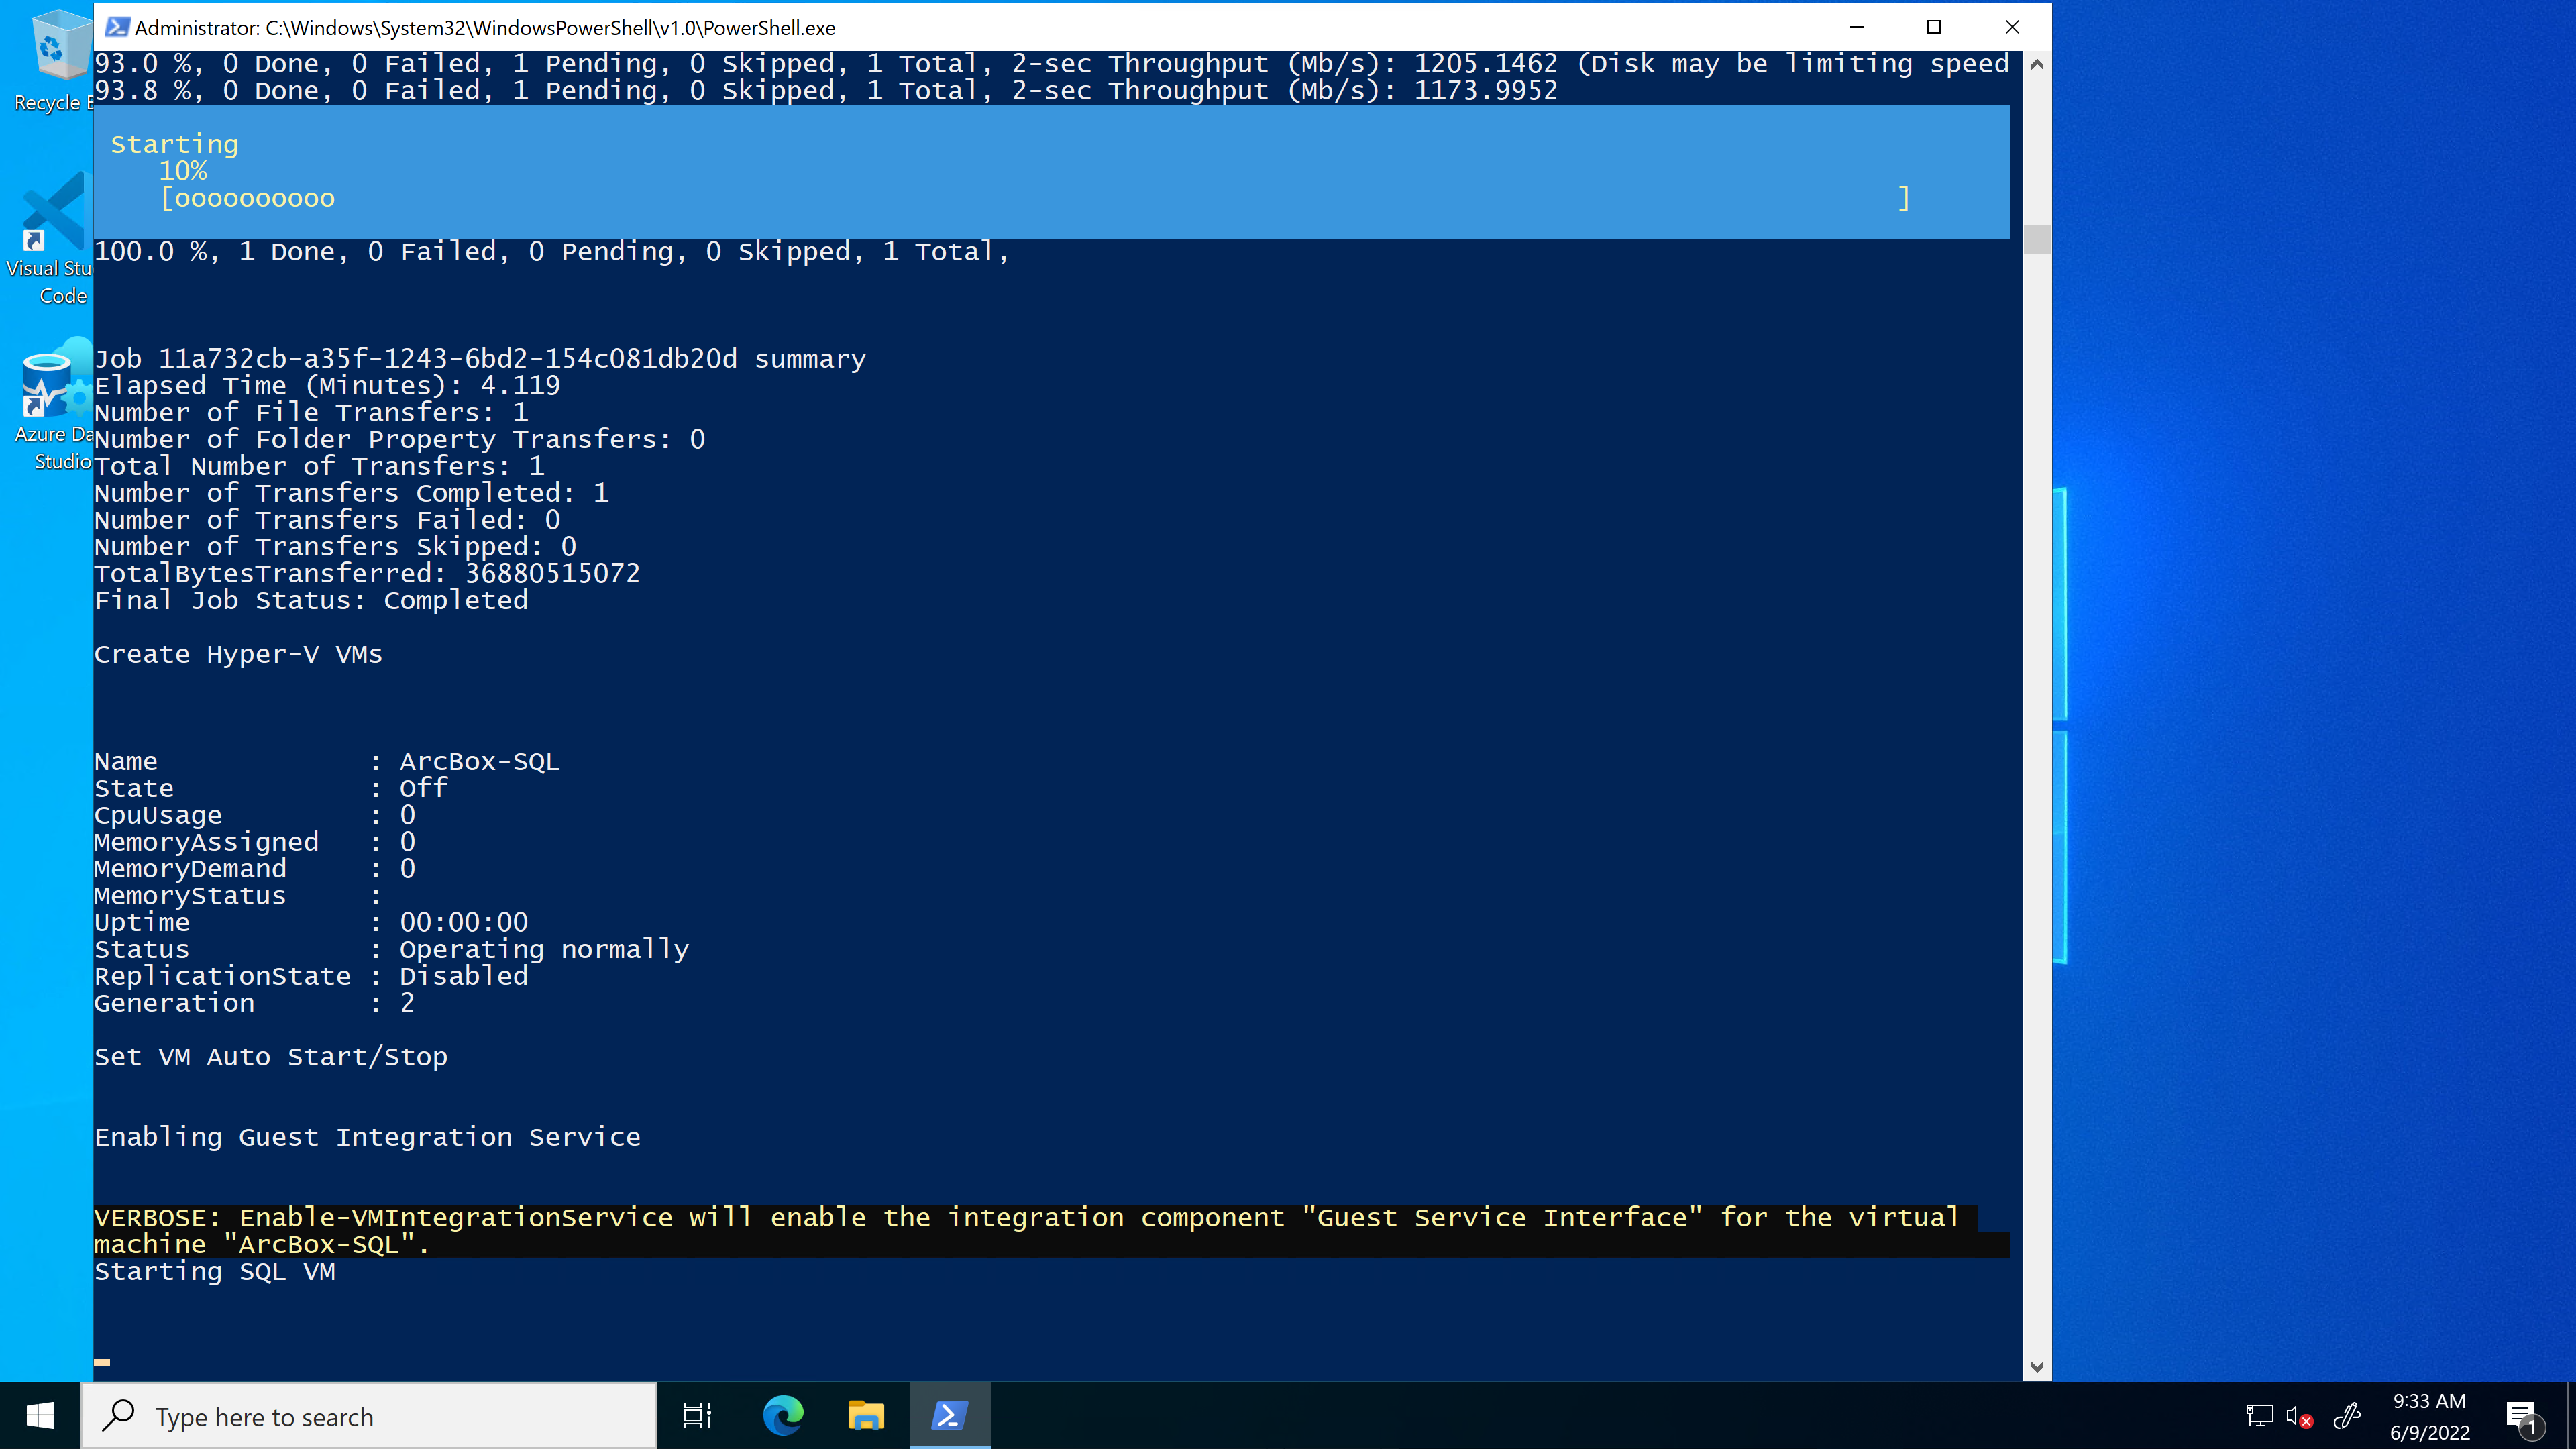 Administrator: C:\Windows\System32\WindowsPowerShell\v1.0\PowerShell.exe
Recycle B
Visual Stu
Code
Azure Da
Studio
93.0 %, 0 Done, 0 Failed, 1 Pending, 0 Skipped, 1 Total, 2-sec Throughput (Mb/s): 1205.1462 (Disk may be limiting speed
93.8 %, 0 Done, 0 Failed, 1 Pending, 0 Skipped, 1 Total, 2-sec Throughput (Mb/s): 1173.9952
Starting
10%
[oooooooooo ]
100.0 %, 1 Done, 0 Failed, 0 Pending, 0 Skipped, 1 Total,
Job 11a732cb-a35f-1243-6bd2-154c081db20d summary
Elapsed Time (Minutes): 4.119
Number of File Transfers: 1
Number of Folder Property Transfers: 0
Total Number of Transfers: 1
Number of Transfers Completed: 1
Number of Transfers Failed: 0
Number of Transfers Skipped: 0
TotalBytesTransferred: 36880515072
Final Job Status: Completed
Create Hyper-V VMs
Name : ArcBox-SQL
State : Off
CpuUsage : 0
MemoryAssigned : 0
MemoryDemand : 0
MemoryStatus :
Uptime : 00:00:00
Status : Operating normally
ReplicationState : Disabled
Generation : 2
Set VM Auto Start/Stop
Enabling Guest Integration Service
VERBOSE: Enable-VMIntegrationService will enable the integration component "Guest Service Interface" for the virtual
machine "ArcBox-SQL".
Starting SQL VM
Type here to search
9:33 AM
6/9/2022
1